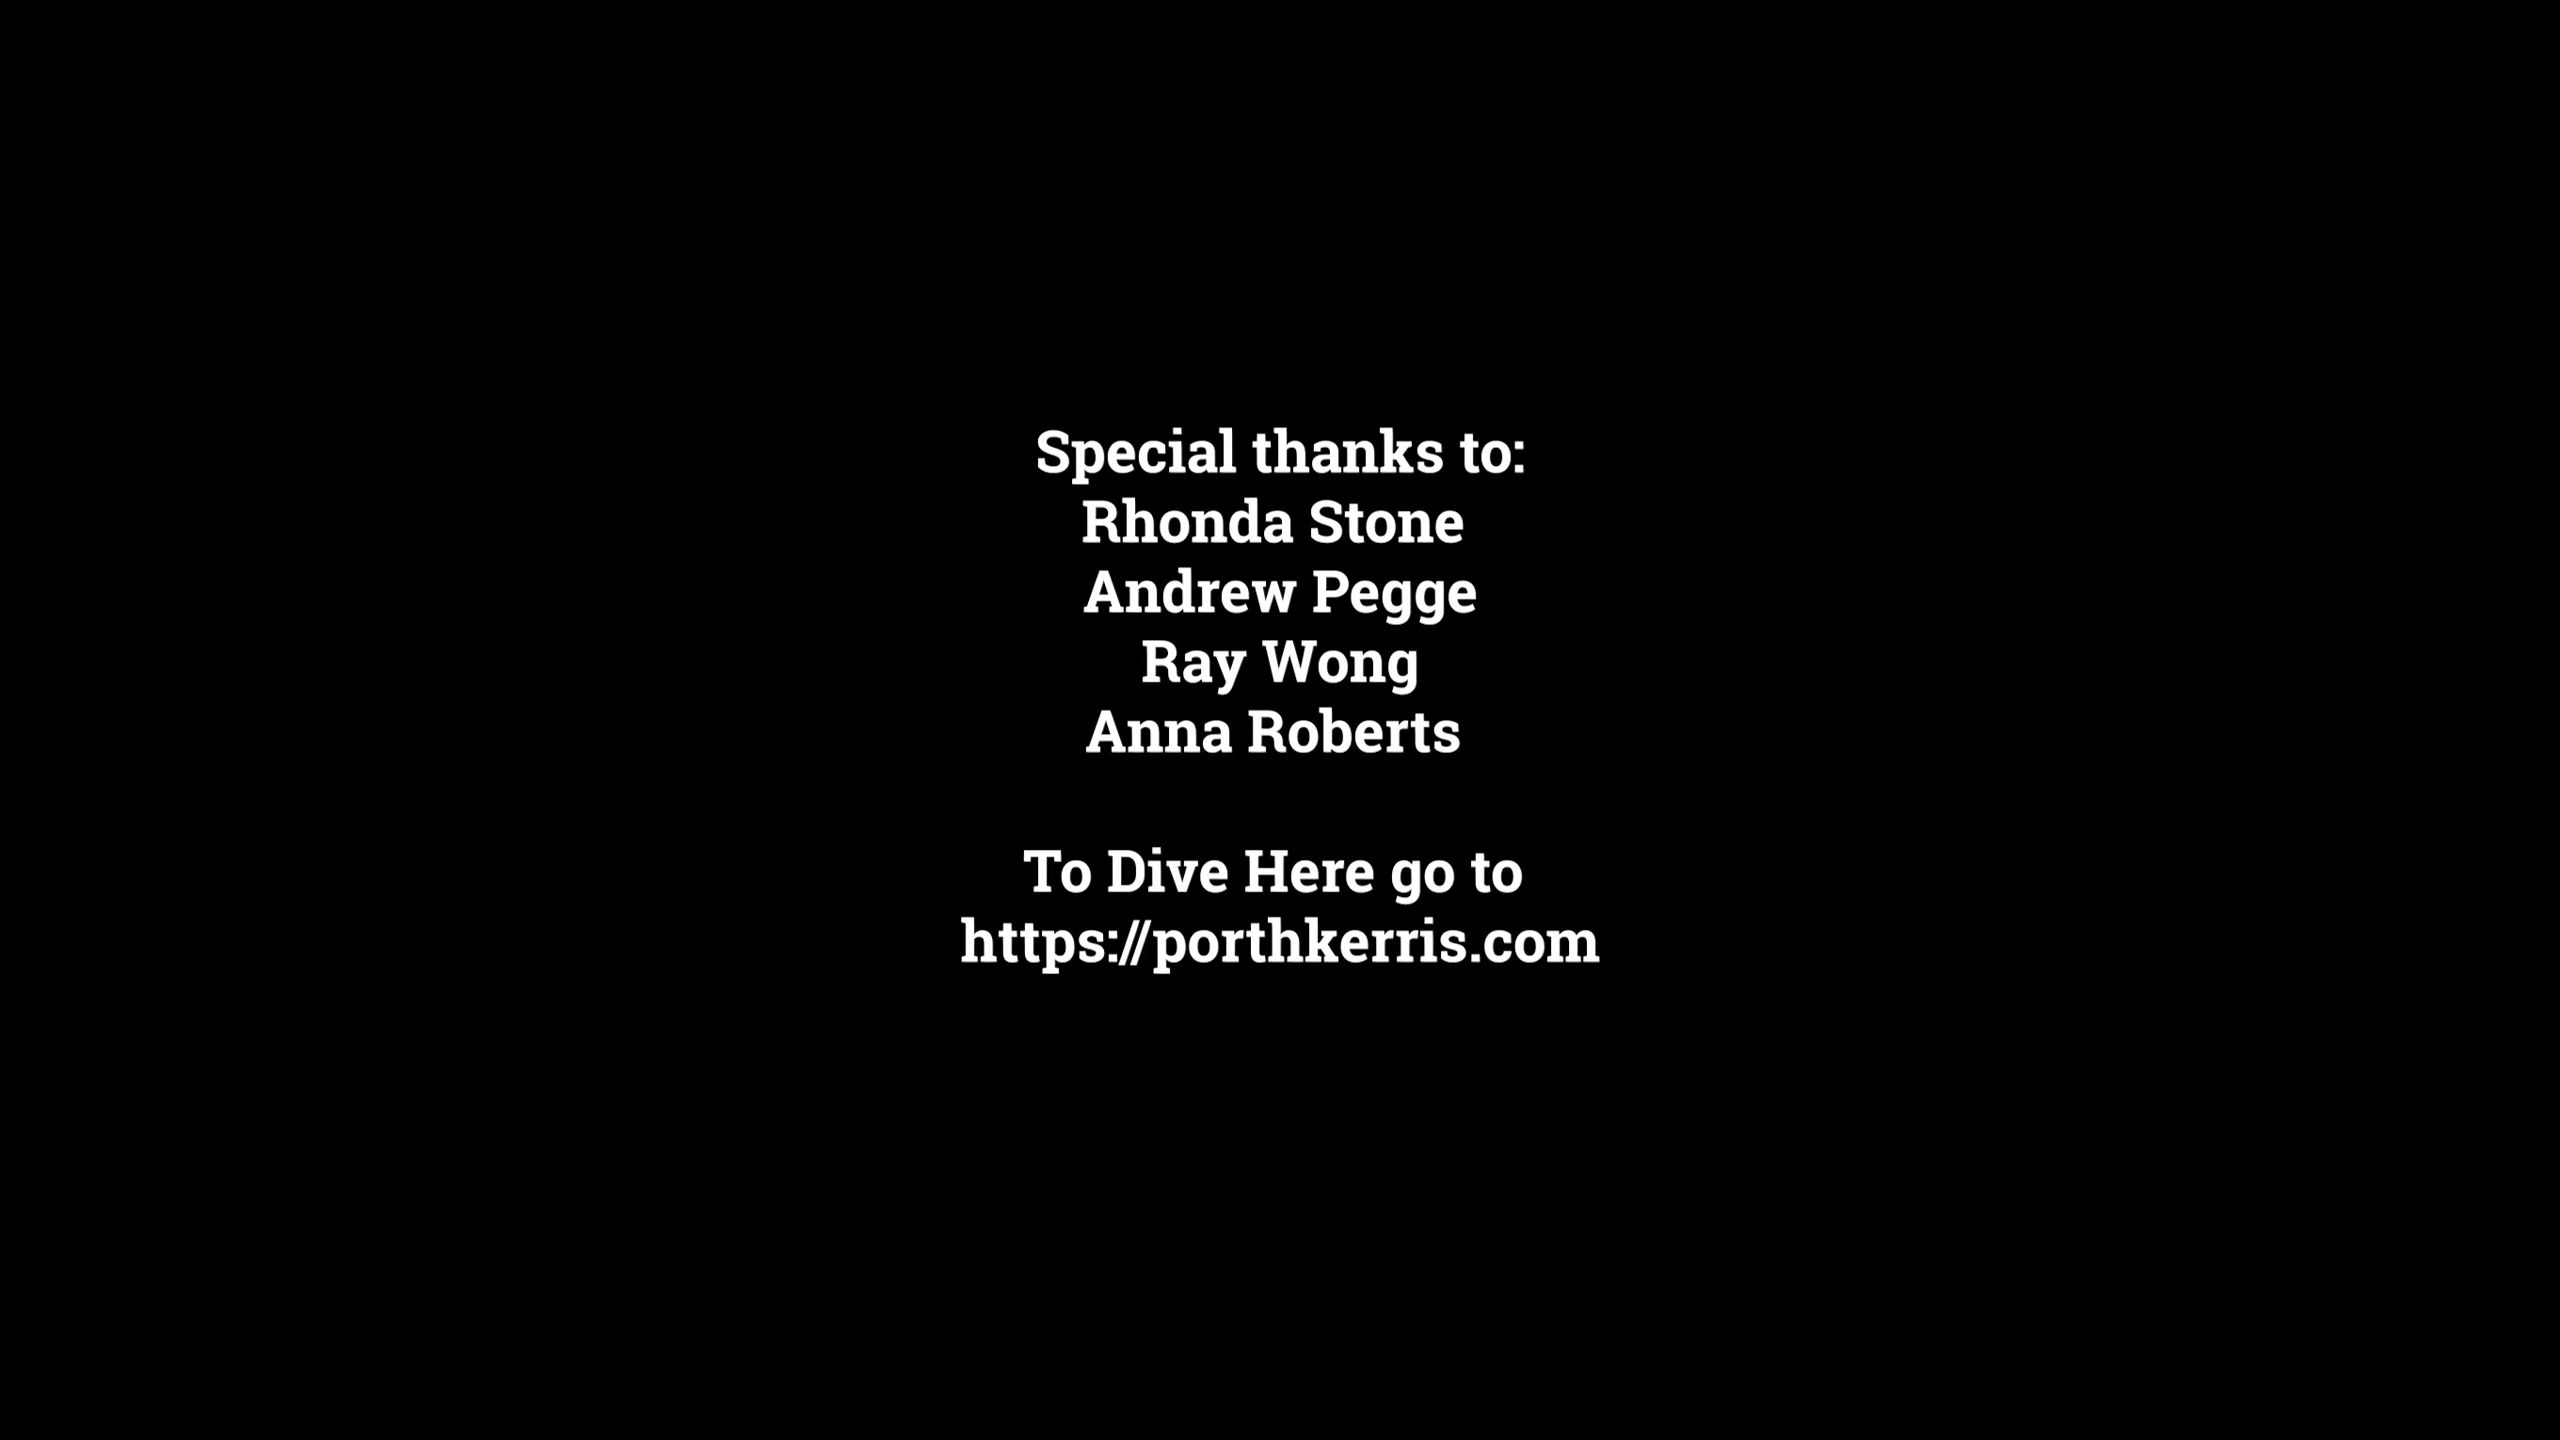 Special thanks to:
Rhonda Stone
Andrew Pegge
Ray Wong
Anna Roberts
To Dive Here go to
https://porthkerris.com